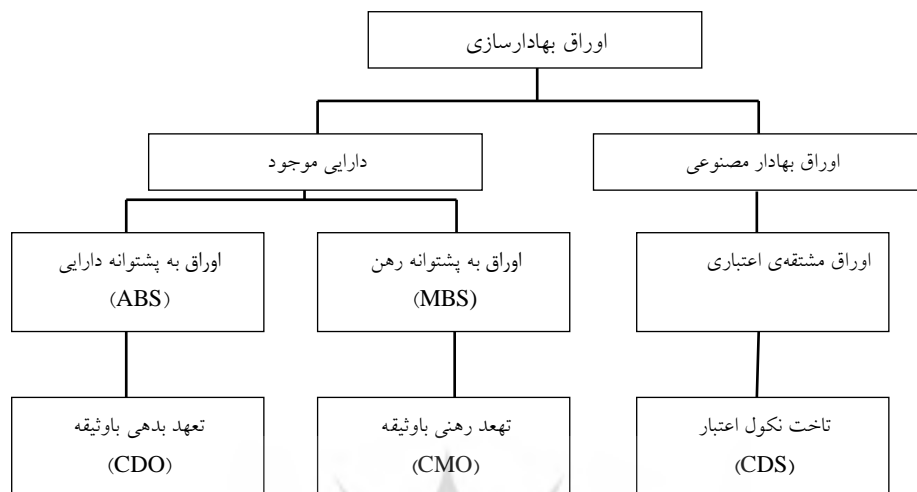 اوراق بهادارسازی
اوراق بهادار مصنوعی
دارایی موجود
اوراق مشتقه‌ی اعتباری
اوراق به پشتوانه رهن
(MBS)
اوراق به پشتوانه دارایی
(ABS)
تاخت نکول اعتبار
(CDS)
تهعد رهنی باوثیقه
(CMO)
تعهد بدهی باوثیقه
(CDO)